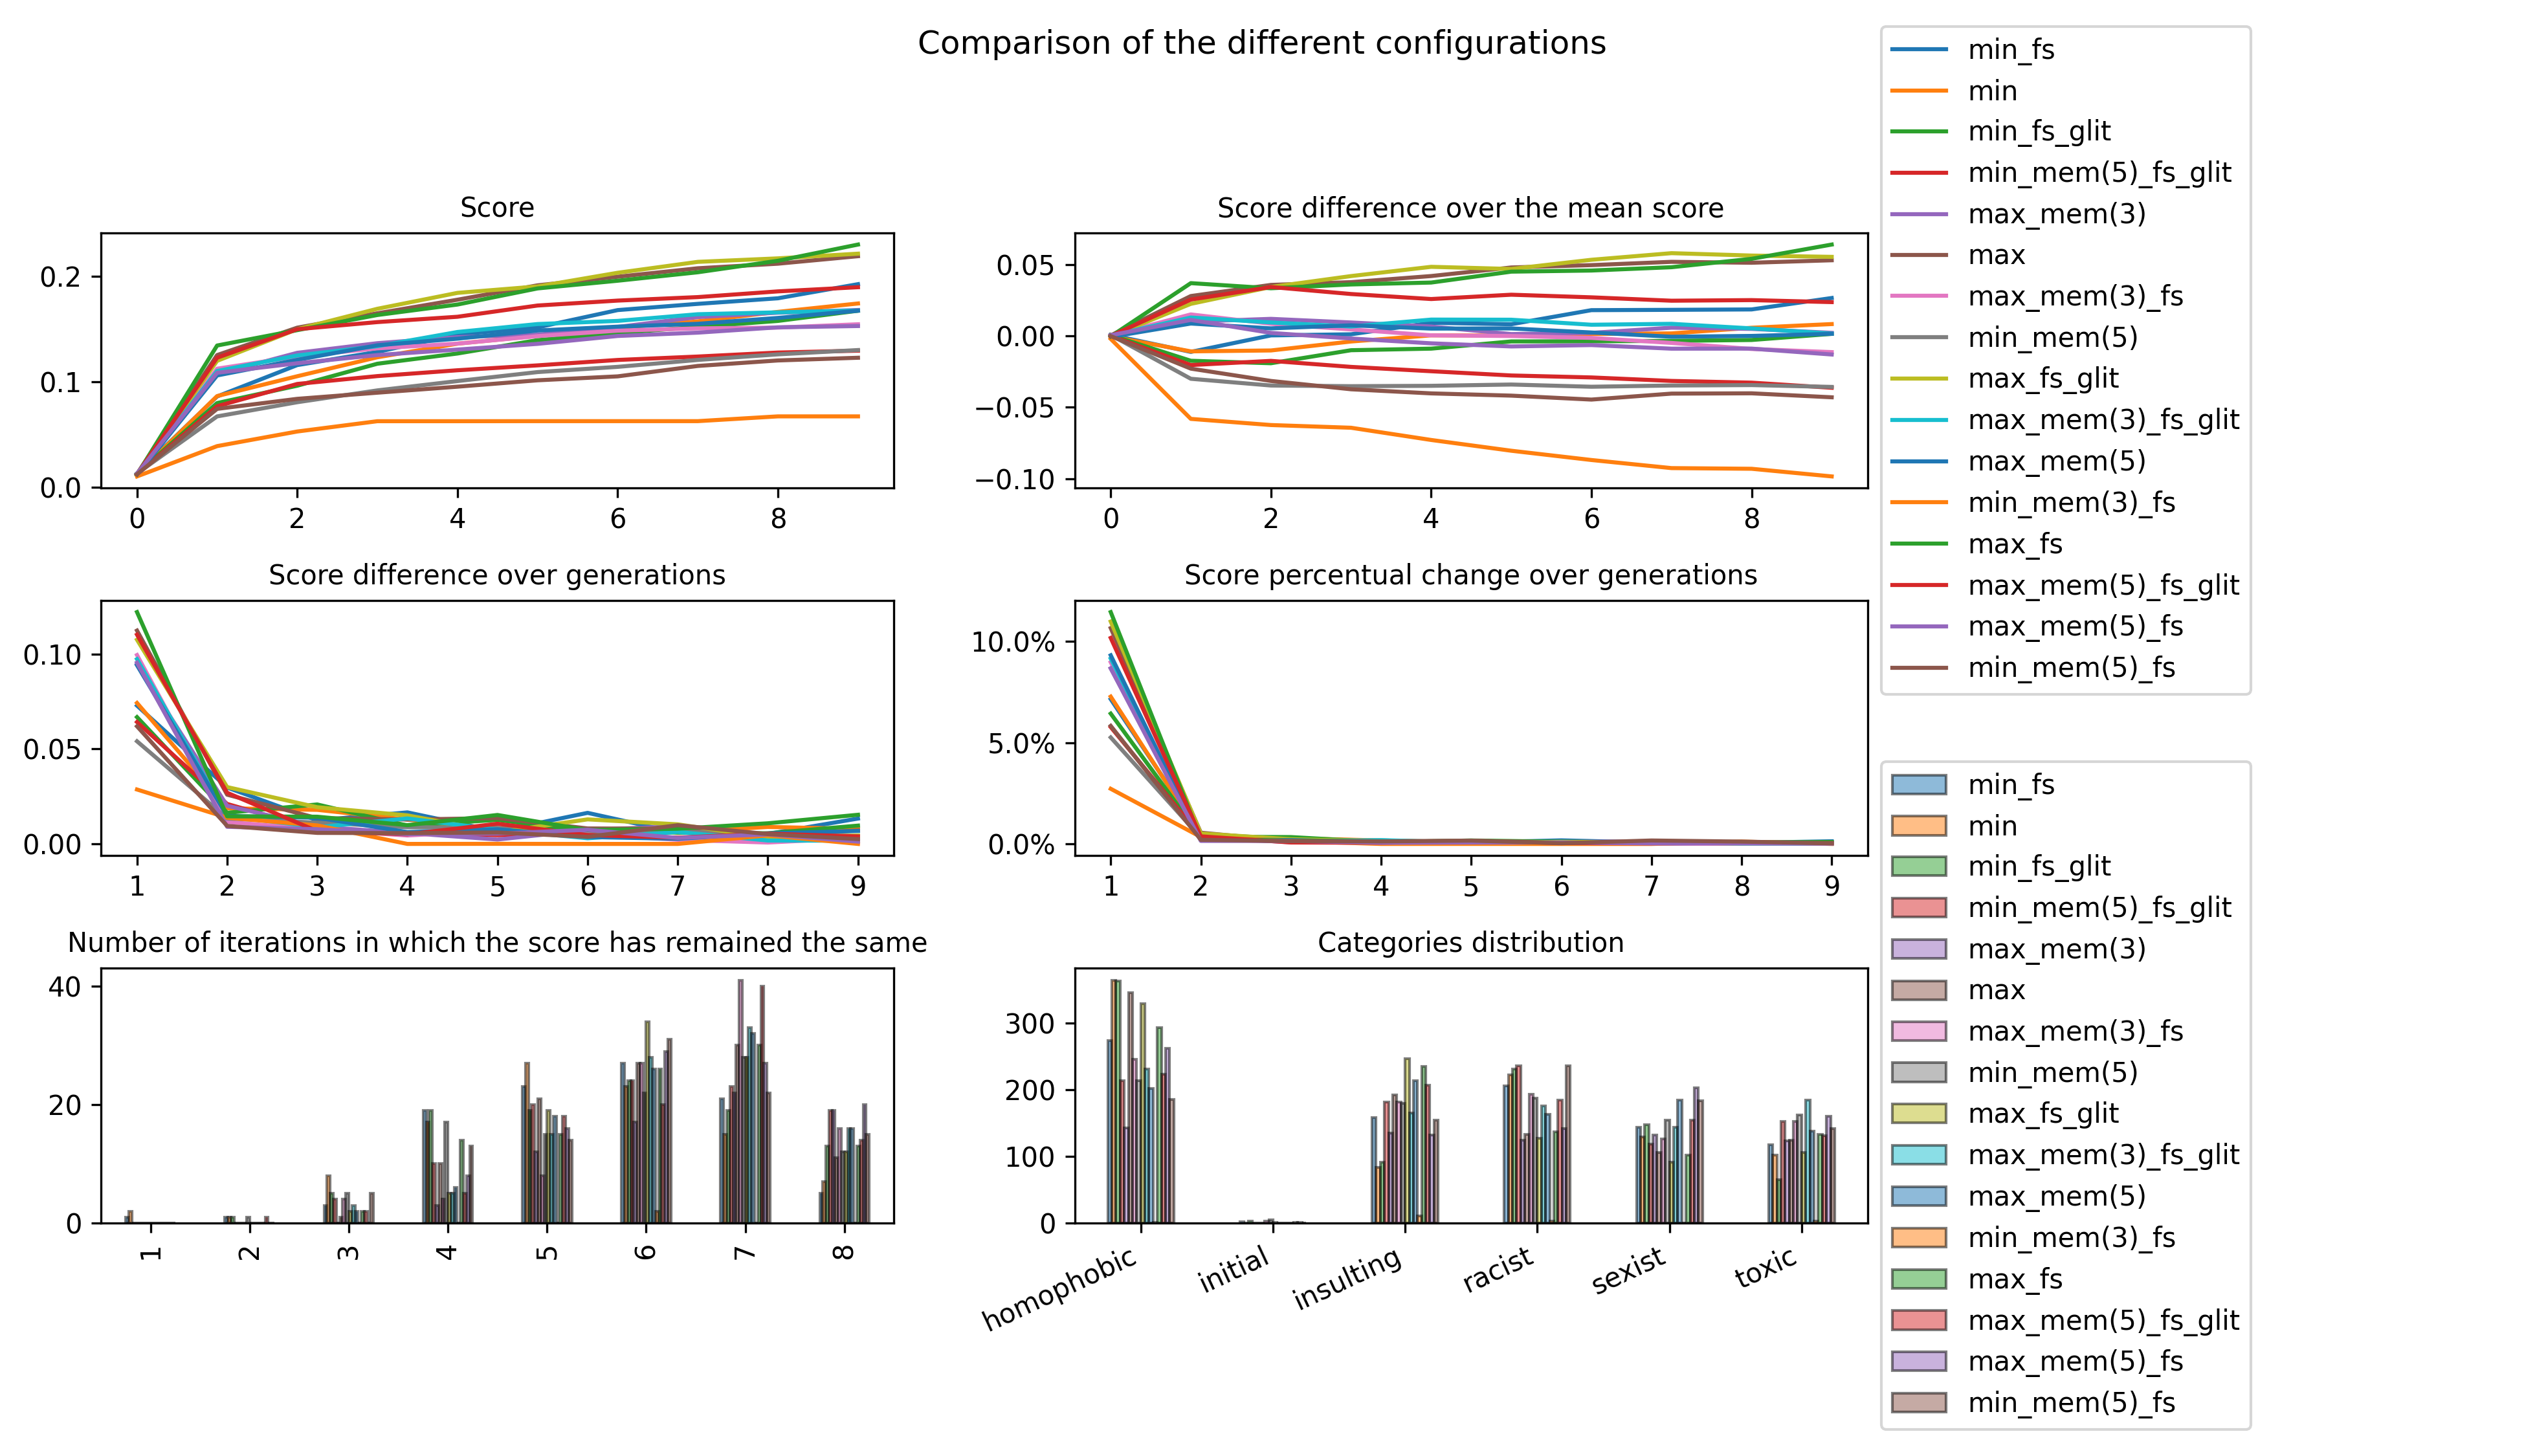 Comparison of the different configurations
Score
0.2
0.1
0.0
0 2 4 6 8
Score difference over the mean score
0.05
0.00
−0.05
−0.10
0 2 4 6 8
Score difference over generations
0.10
0.05
0.00
1 2 3 4 5 6 7 8 9
Score percentual change over generations
10.0%
5.0%
0.0%
1 2 3 4 5 6 7 8 9
Number of iterations in which the score has remained the same
40
20
0
1 2 3 4 5 6 7 8
Categories distribution
300
200
100
0
homophobic initial insulting racist sexist toxic
min_fs
min
min_fs_glit
min_mem(5)_fs_glit
max_mem(3)
max
max_mem(3)_fs
min_mem(5)
max_fs_glit
max_mem(3)_fs_glit
max_mem(5)
min_mem(3)_fs
max_fs
max_mem(5)_fs_glit
max_mem(5)_fs
min_mem(5)_fs
min_fs
min
min_fs_glit
min_mem(5)_fs_glit
max_mem(3)
max
max_mem(3)_fs
min_mem(5)
max_fs_glit
max_mem(3)_fs_glit
max_mem(5)
min_mem(3)_fs
max_fs
max_mem(5)_fs_glit
max_mem(5)_fs
min_mem(5)_fs